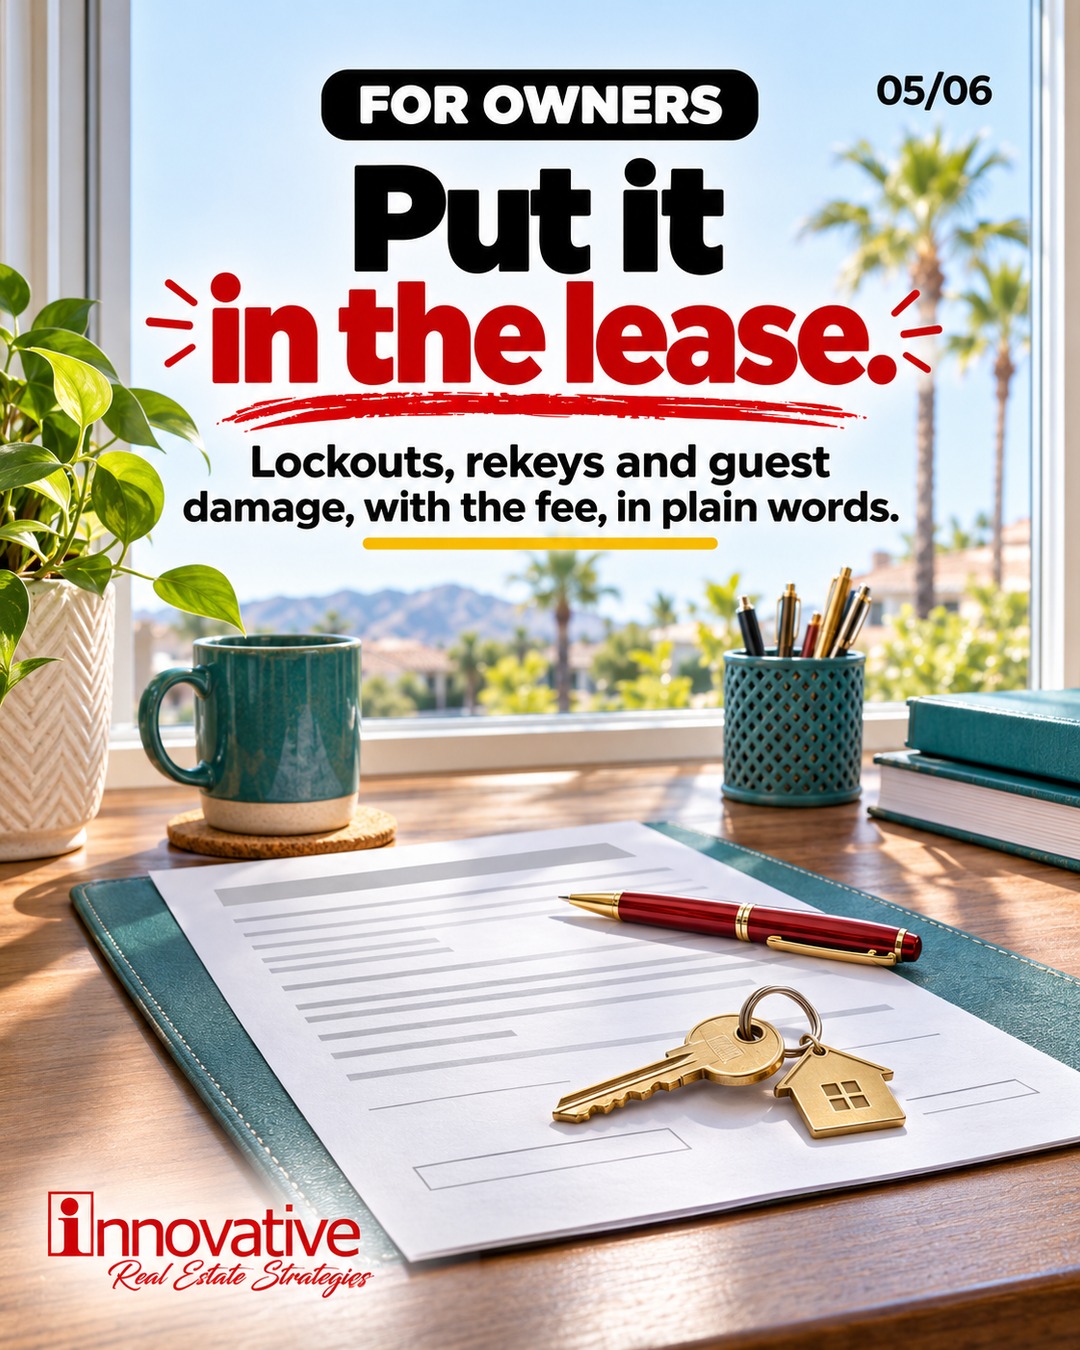 FOR OWNERS
05/06
Put it
in the lease.
Lockouts, rekeys and guest
damage, with the fee, in plain words.
innovative
Real Estate Strategies